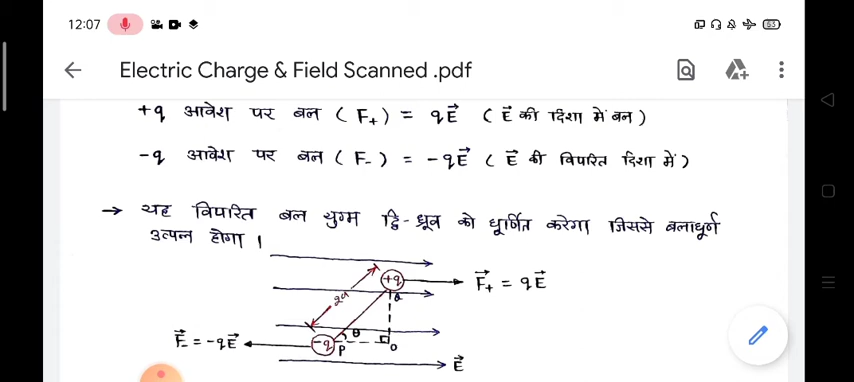 12:07
53
Electric Charge & Field Scanned .pdf
+q आवेश पर बल ( F₊ ) = qE⃗ ( E⃗ की दिशा में बल )
-q आवेश पर बल ( F₋ ) = -qE⃗ ( E⃗ की विपरित दिशा में )
→ यह विपरित बल युग्म द्वि-ध्रूव को धूर्णित करेगा जिससे बलाधूर्ण
उत्पन होगा ।
+q
F⃗₊ = qE⃗
2a
θ
F⃗₋ = -qE⃗
-q
P
O
E⃗